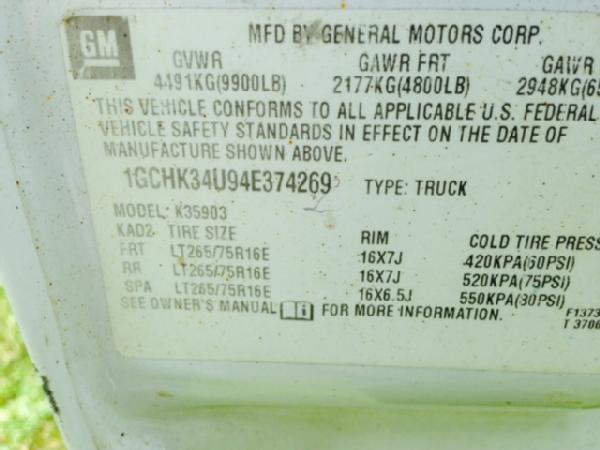 GM
MFD BY GENERAL MOTORS CORP.
GVWR GAWR FRT GAWR
4491KG(9900LB) 2177KG(4800LB) 2948KG(65
THIS VEHICLE CONFORMS TO ALL APPLICABLE U.S. FEDERAL
VEHICLE SAFETY STANDARDS IN EFFECT ON THE DATE OF
MANUFACTURE SHOWN ABOVE.
1GCHK34U94E374269 TYPE: TRUCK
MODEL: K35903
KAD2 TIRE SIZE RIM COLD TIRE PRESS
FRT LT265/75R16E 16X7J 420KPA(60PSI)
RR LT265/75R16E 16X7J 520KPA(75PSI)
SPA LT265/75R16E 16X6.5J 550KPA(80PSI)
SEE OWNER'S MANUAL FOR MORE INFORMATION. F1373
T 3706